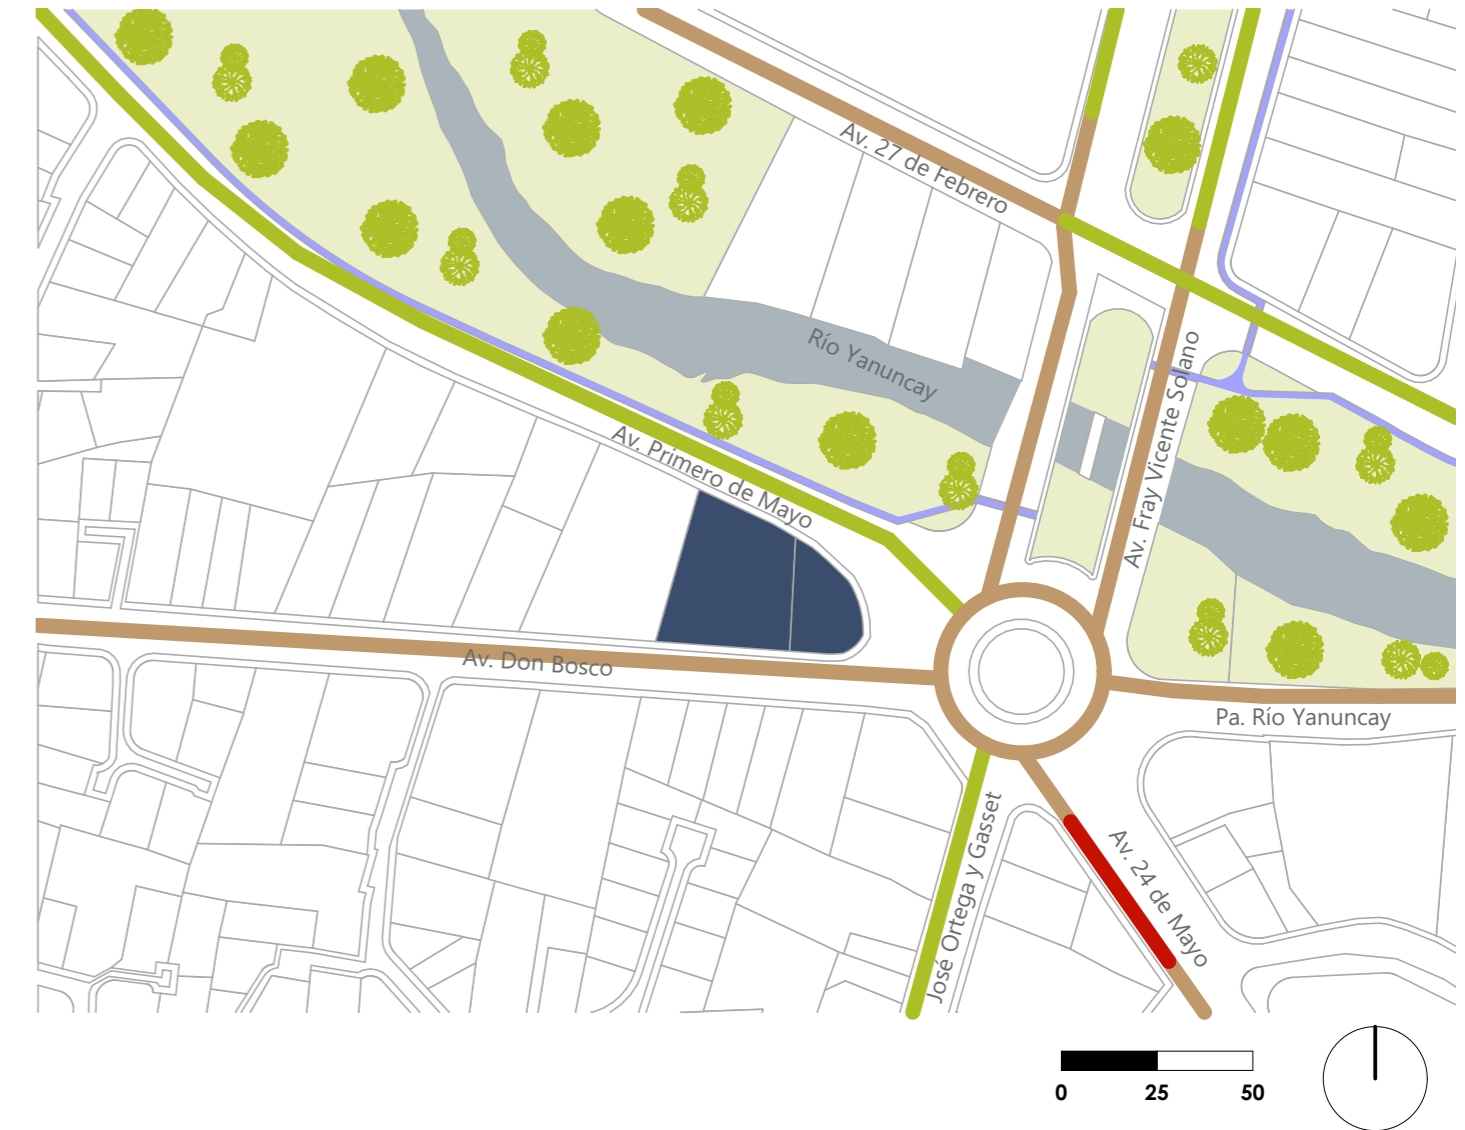 Av. 27 de Febrero
Río Yanuncay
Av. Fray Vicente Solano
Av. Primero de Mayo
Av. Don Bosco
Pa. Río Yanuncay
José Ortega y Gasset
Av. 24 de Mayo
0 25 50